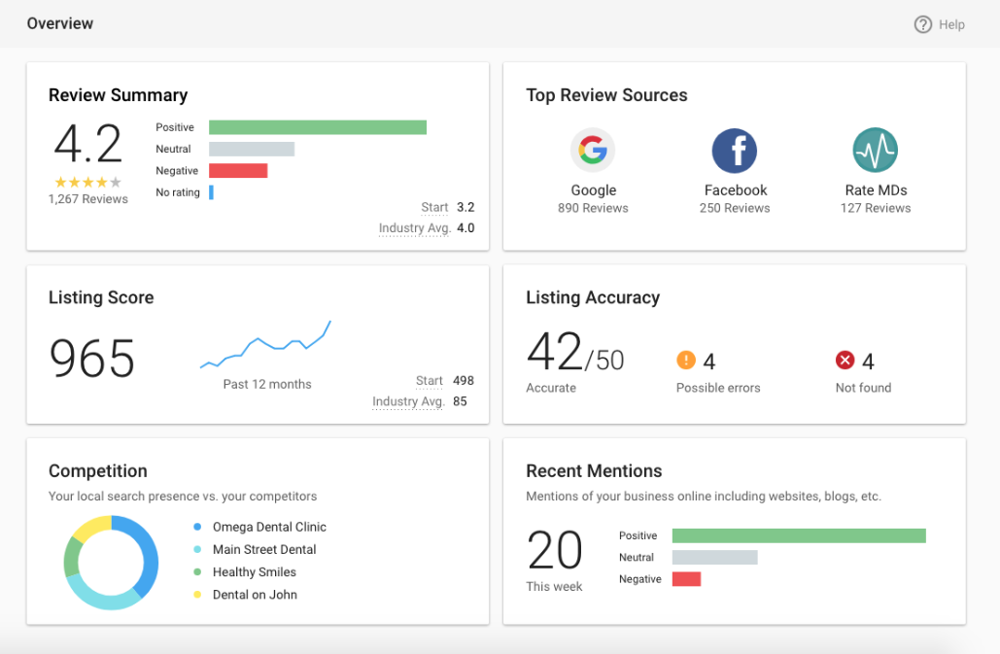 Overview
? Help
Review Summary
4.2
1,267 Reviews
Positive
Neutral
Negative
No rating
Start 3.2
Industry Avg. 4.0
Top Review Sources
Google
890 Reviews
Facebook
250 Reviews
Rate MDs
127 Reviews
Listing Score
965
Past 12 months
Start 498
Industry Avg. 85
Listing Accuracy
42/50
Accurate
! 4
Possible errors
4
Not found
Competition
Your local search presence vs. your competitors
Omega Dental Clinic
Main Street Dental
Healthy Smiles
Dental on John
Recent Mentions
Mentions of your business online including websites, blogs, etc.
20
This week
Positive
Neutral
Negative